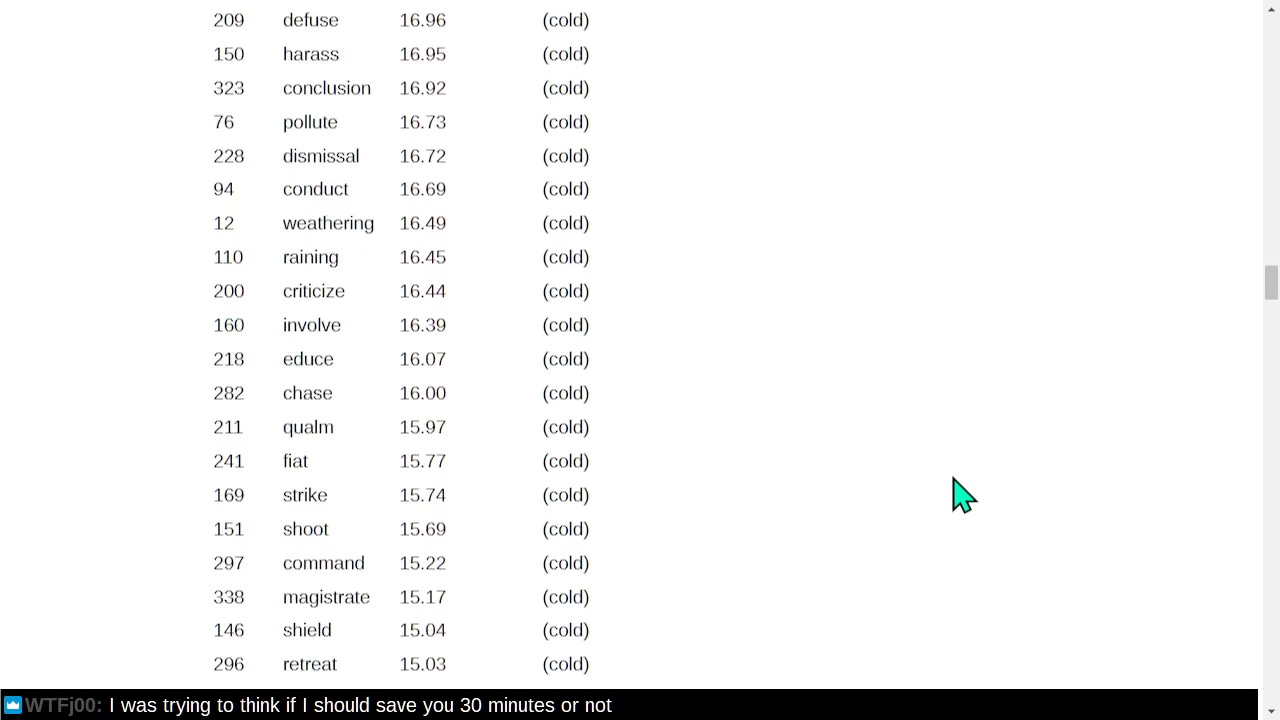 209 defuse 16.96 (cold)
150 harass 16.95 (cold)
323 conclusion 16.92 (cold)
76 pollute 16.73 (cold)
228 dismissal 16.72 (cold)
94 conduct 16.69 (cold)
12 weathering 16.49 (cold)
110 raining 16.45 (cold)
200 criticize 16.44 (cold)
160 involve 16.39 (cold)
218 educe 16.07 (cold)
282 chase 16.00 (cold)
211 qualm 15.97 (cold)
241 fiat 15.77 (cold)
169 strike 15.74 (cold)
151 shoot 15.69 (cold)
297 command 15.22 (cold)
338 magistrate 15.17 (cold)
146 shield 15.04 (cold)
296 retreat 15.03 (cold)
WTFj00: I was trying to think if I should save you 30 minutes or not